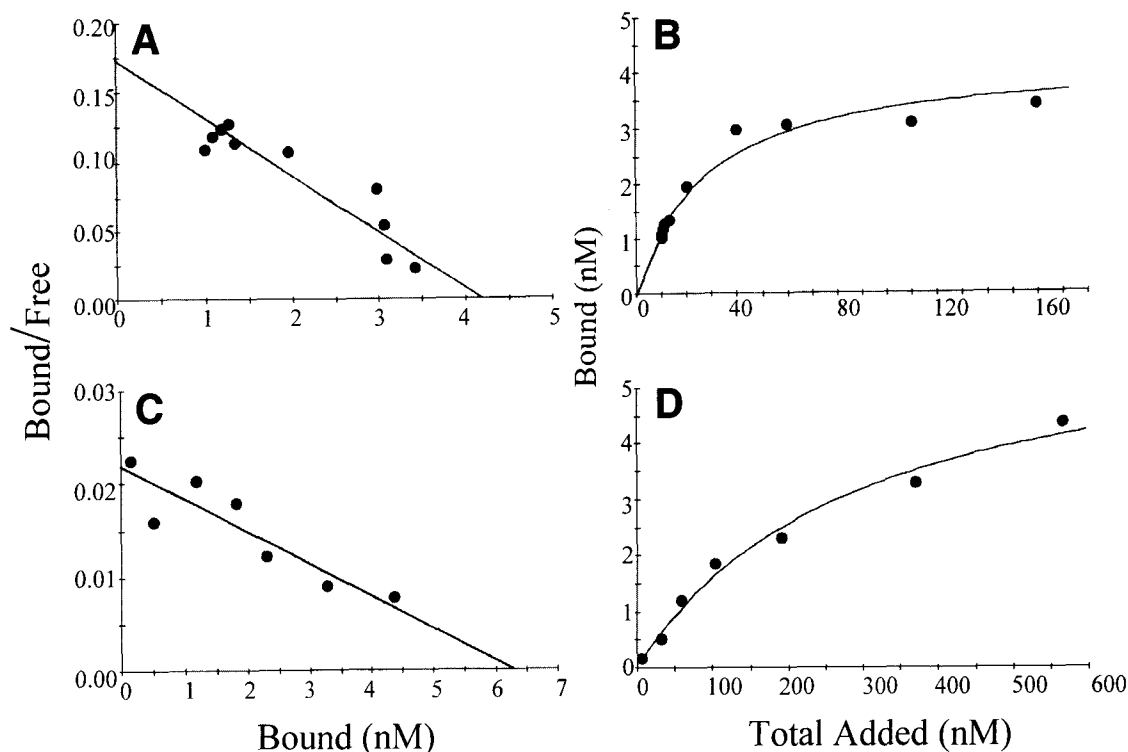 A
0.20
0.15
0.10
0.05
0.00
0 1 2 3 4 5
B
5
4
3
2
1
0
0 40 80 120 160
Bound/Free
Bound (nM)
C
0.03
0.02
0.01
0.00
0 1 2 3 4 5 6 7
Bound (nM)
D
5
4
3
2
1
0
0 100 200 300 400 500 600
Total Added (nM)